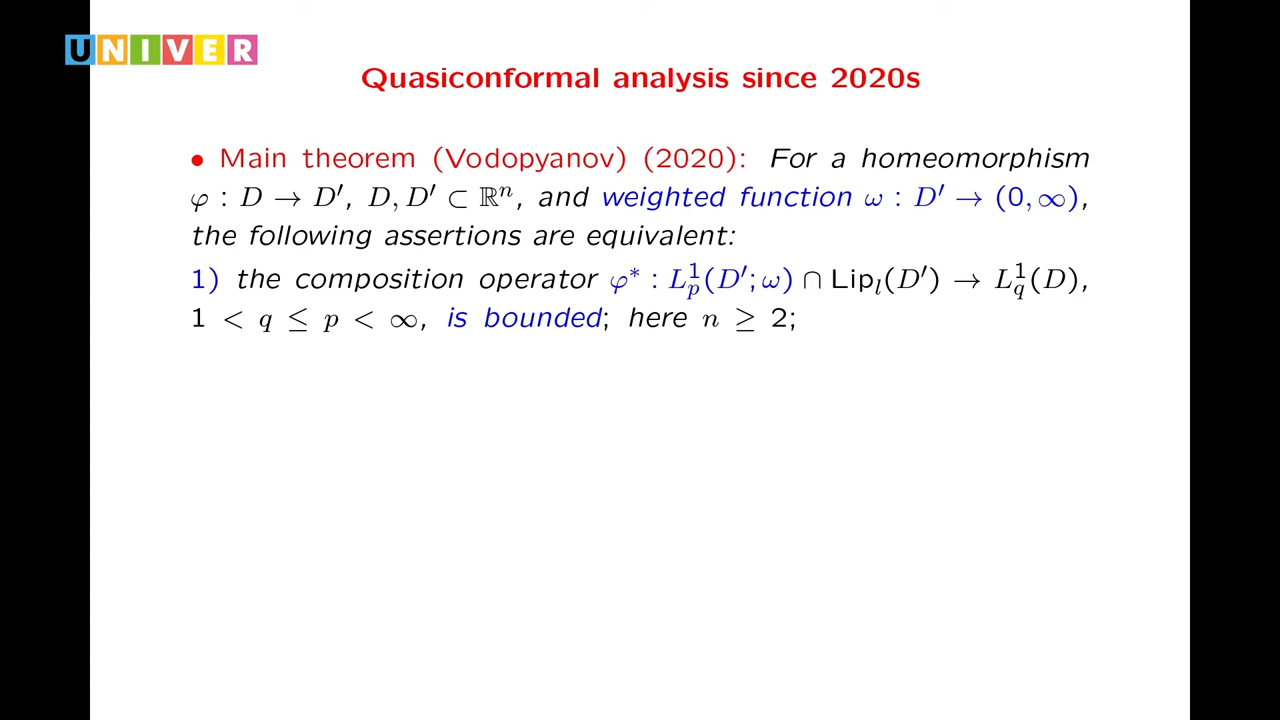 UNIVER
Quasiconformal analysis since 2020s
• Main theorem (Vodopyanov) (2020): For a homeomorphism
φ : D → D′, D, D′ ⊂ ℝⁿ, and weighted function ω : D′ → (0, ∞),
the following assertions are equivalent:
1) the composition operator φ* : L¹ₚ(D′; ω) ∩ Lipₗ(D′) → L¹_q(D),
1 < q ≤ p < ∞, is bounded; here n ≥ 2;